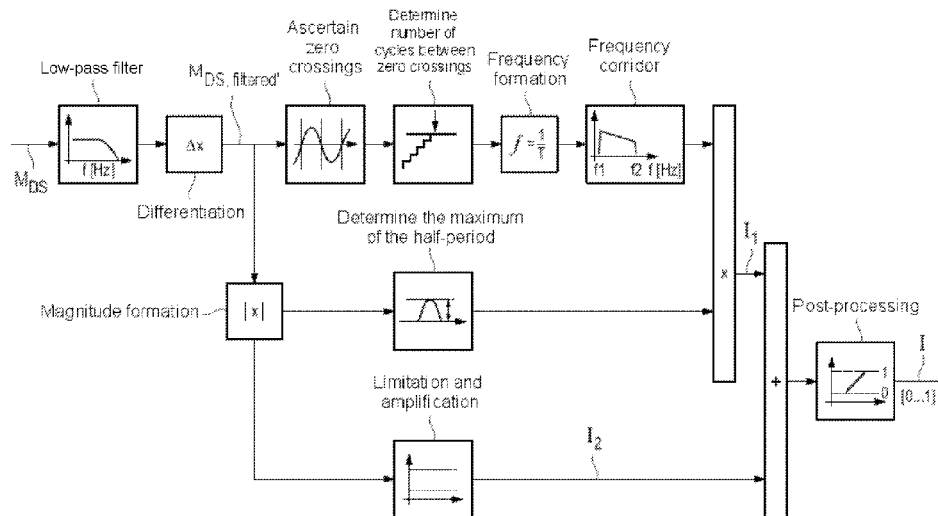 Low-pass filter
M_DS, filtered'
Ascertain
zero
crossings
Determine
number of
cycles between
zero crossings
Frequency
formation
Frequency
corridor
f [Hz]
M_DS
Δx
Differentiation
f = 1/T
f1 f2 f [Hz]
Determine the maximum
of the half-period
Magnitude formation
|x|
x
I₁
Post-processing
Limitation and
amplification
I₂
+
1
0
I
[0...1]